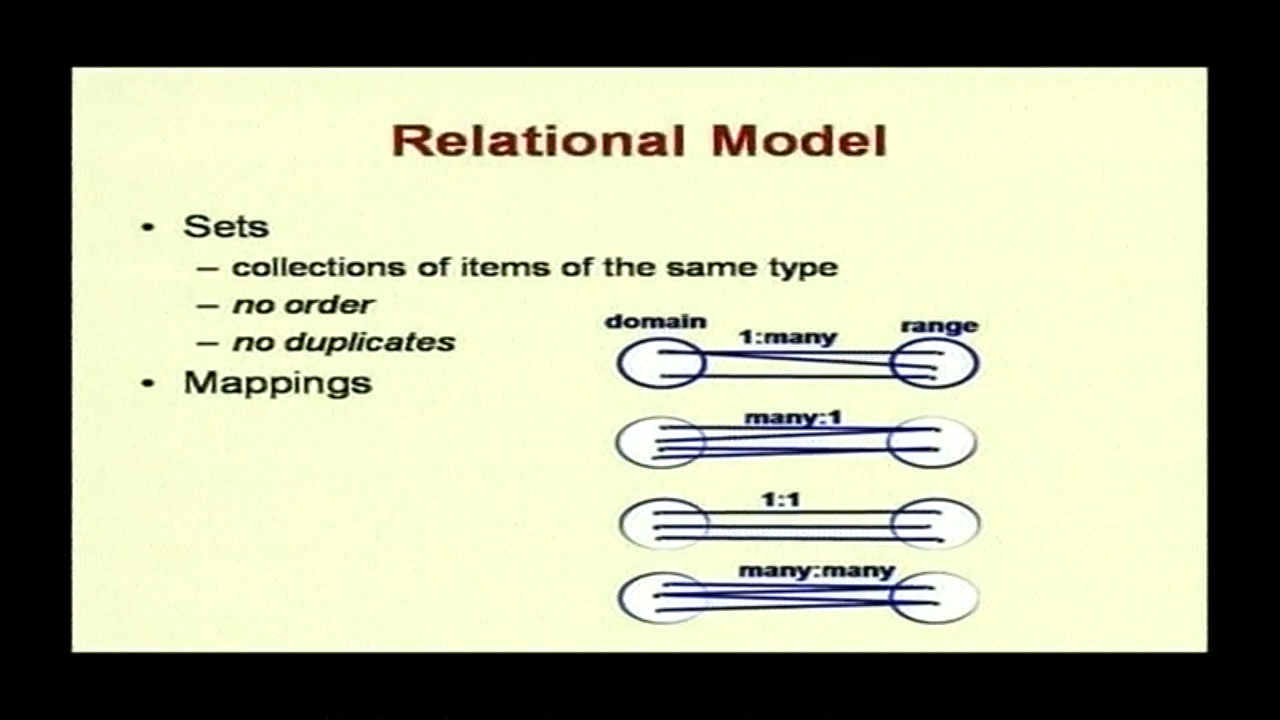 Relational Model
• Sets
– collections of items of the same type
– no order
– no duplicates
• Mappings
domain
range
1:many
many:1
1:1
many:many